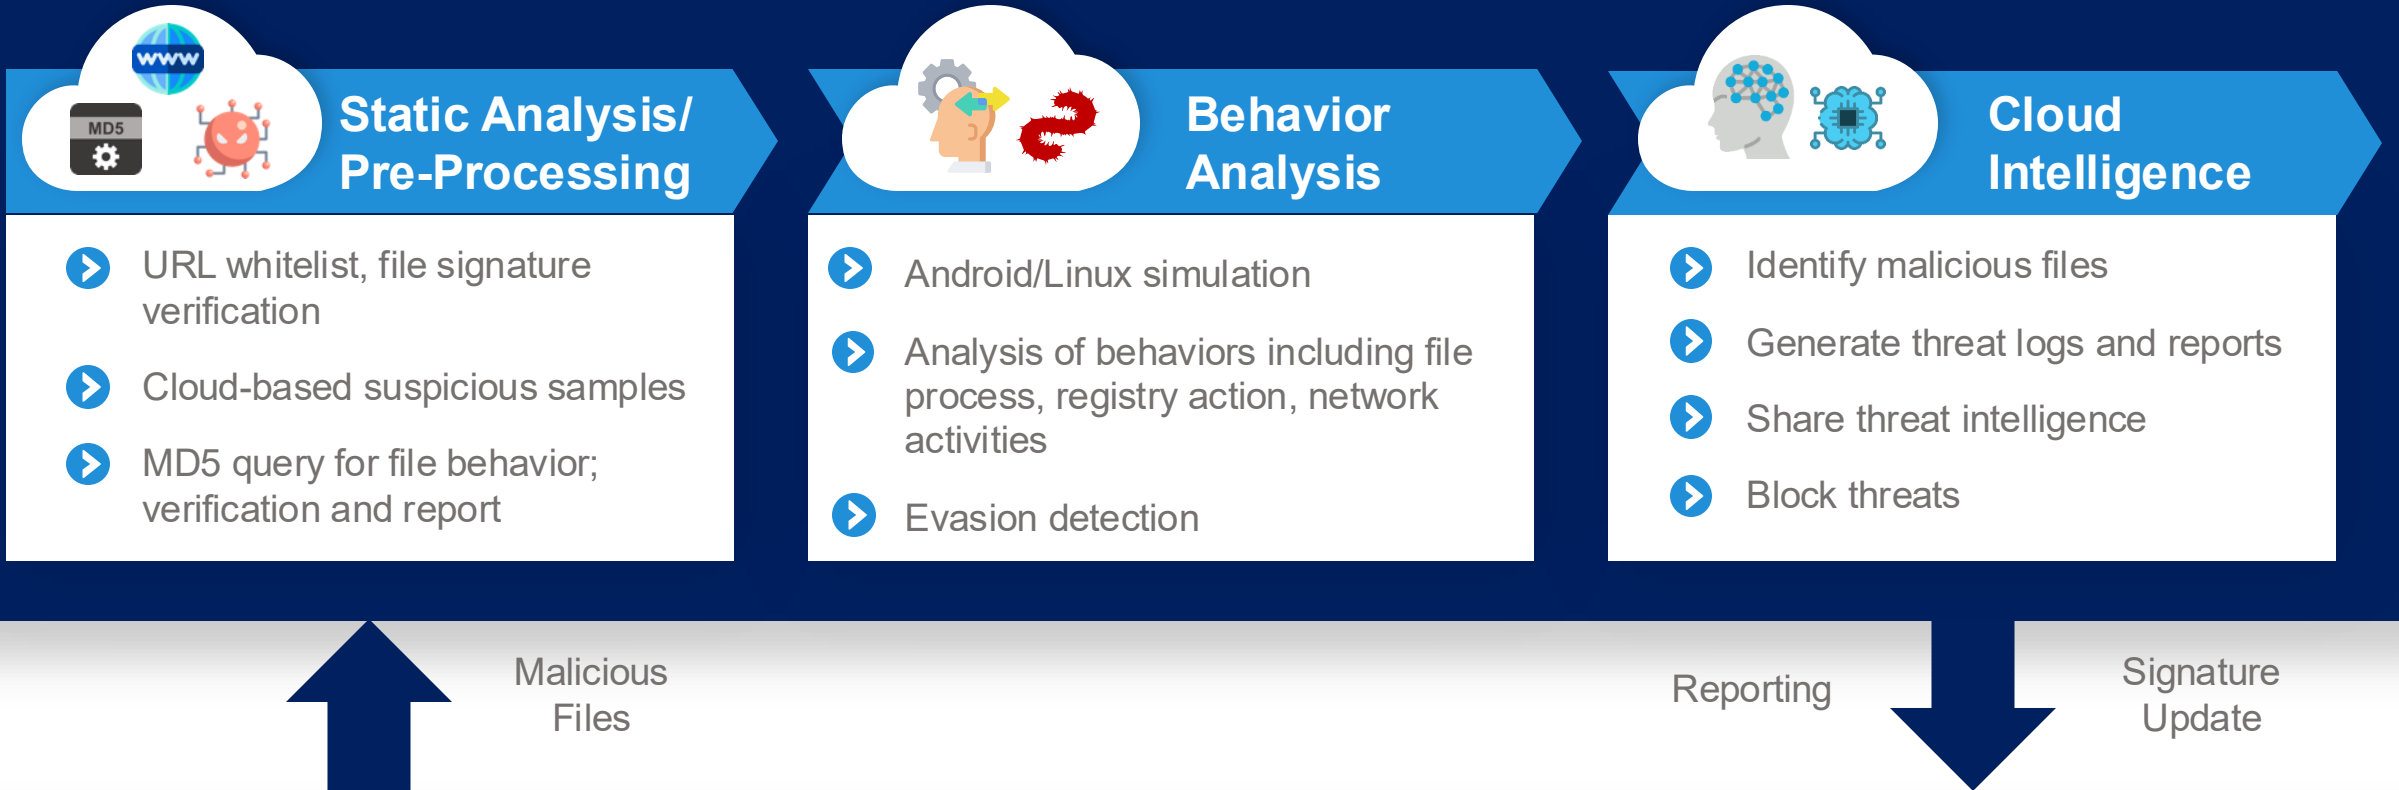 www
MD5
Static Analysis/
Pre-Processing
URL whitelist, file signature
verification
Cloud-based suspicious samples
MD5 query for file behavior;
verification and report
Behavior
Analysis
Android/Linux simulation
Analysis of behaviors including file
process, registry action, network
activities
Evasion detection
Cloud
Intelligence
Identify malicious files
Generate threat logs and reports
Share threat intelligence
Block threats
Malicious
Files
Reporting
Signature
Update